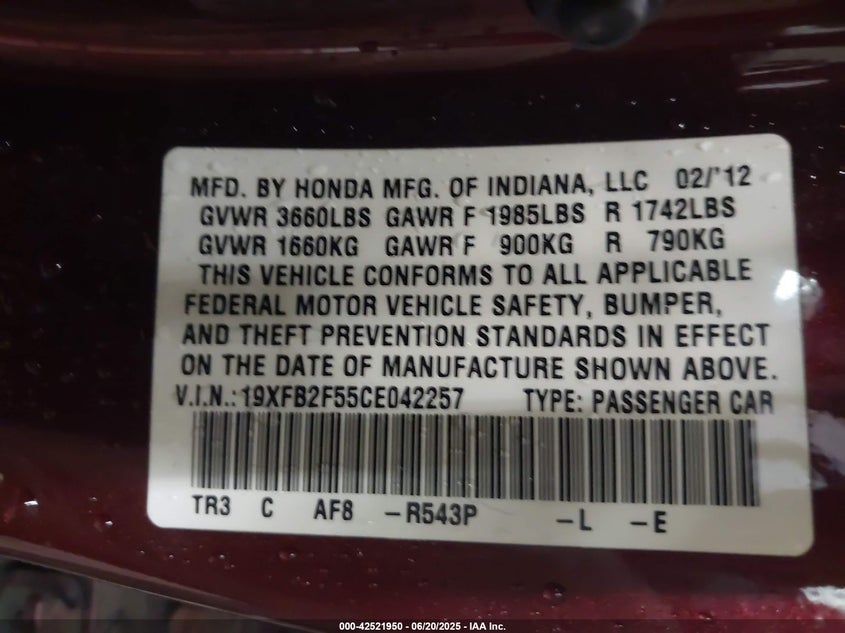 MFD. BY HONDA MFG. OF INDIANA, LLC 02/'12
GVWR 3660LBS GAWR F 1985LBS R 1742LBS
GVWR 1660KG GAWR F 900KG R 790KG
THIS VEHICLE CONFORMS TO ALL APPLICABLE
FEDERAL MOTOR VEHICLE SAFETY, BUMPER,
AND THEFT PREVENTION STANDARDS IN EFFECT
ON THE DATE OF MANUFACTURE SHOWN ABOVE.
V.I.N.: 19XFB2F55CE042257 TYPE: PASSENGER CAR
TR3 C AF8 -R543P -L -E
000-42521950 - 06/20/2025 - IAA Inc.